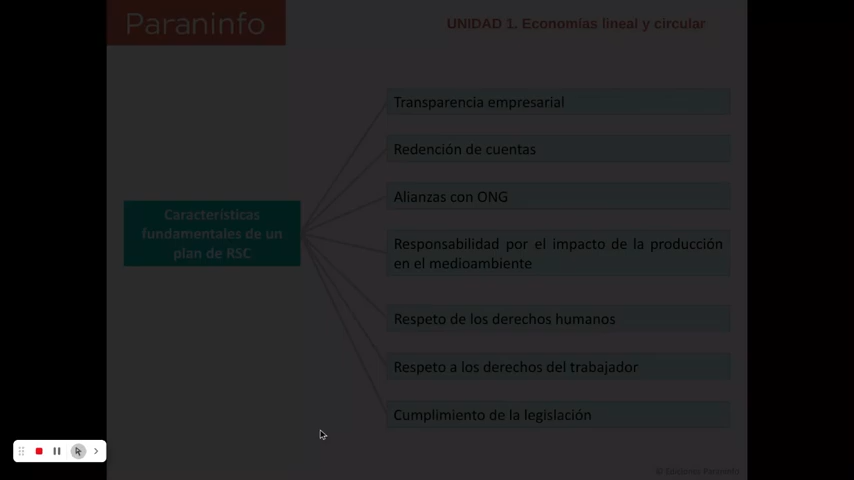 Paraninfo
UNIDAD 1. Economías lineal y circular
Transparencia empresarial
Redención de cuentas
Alianzas con ONG
Características
fundamentales de un
plan de RSC
Responsabilidad por el impacto de la producción
en el medioambiente
Respeto de los derechos humanos
Respeto a los derechos del trabajador
Cumplimiento de la legislación
© Ediciones Paraninfo